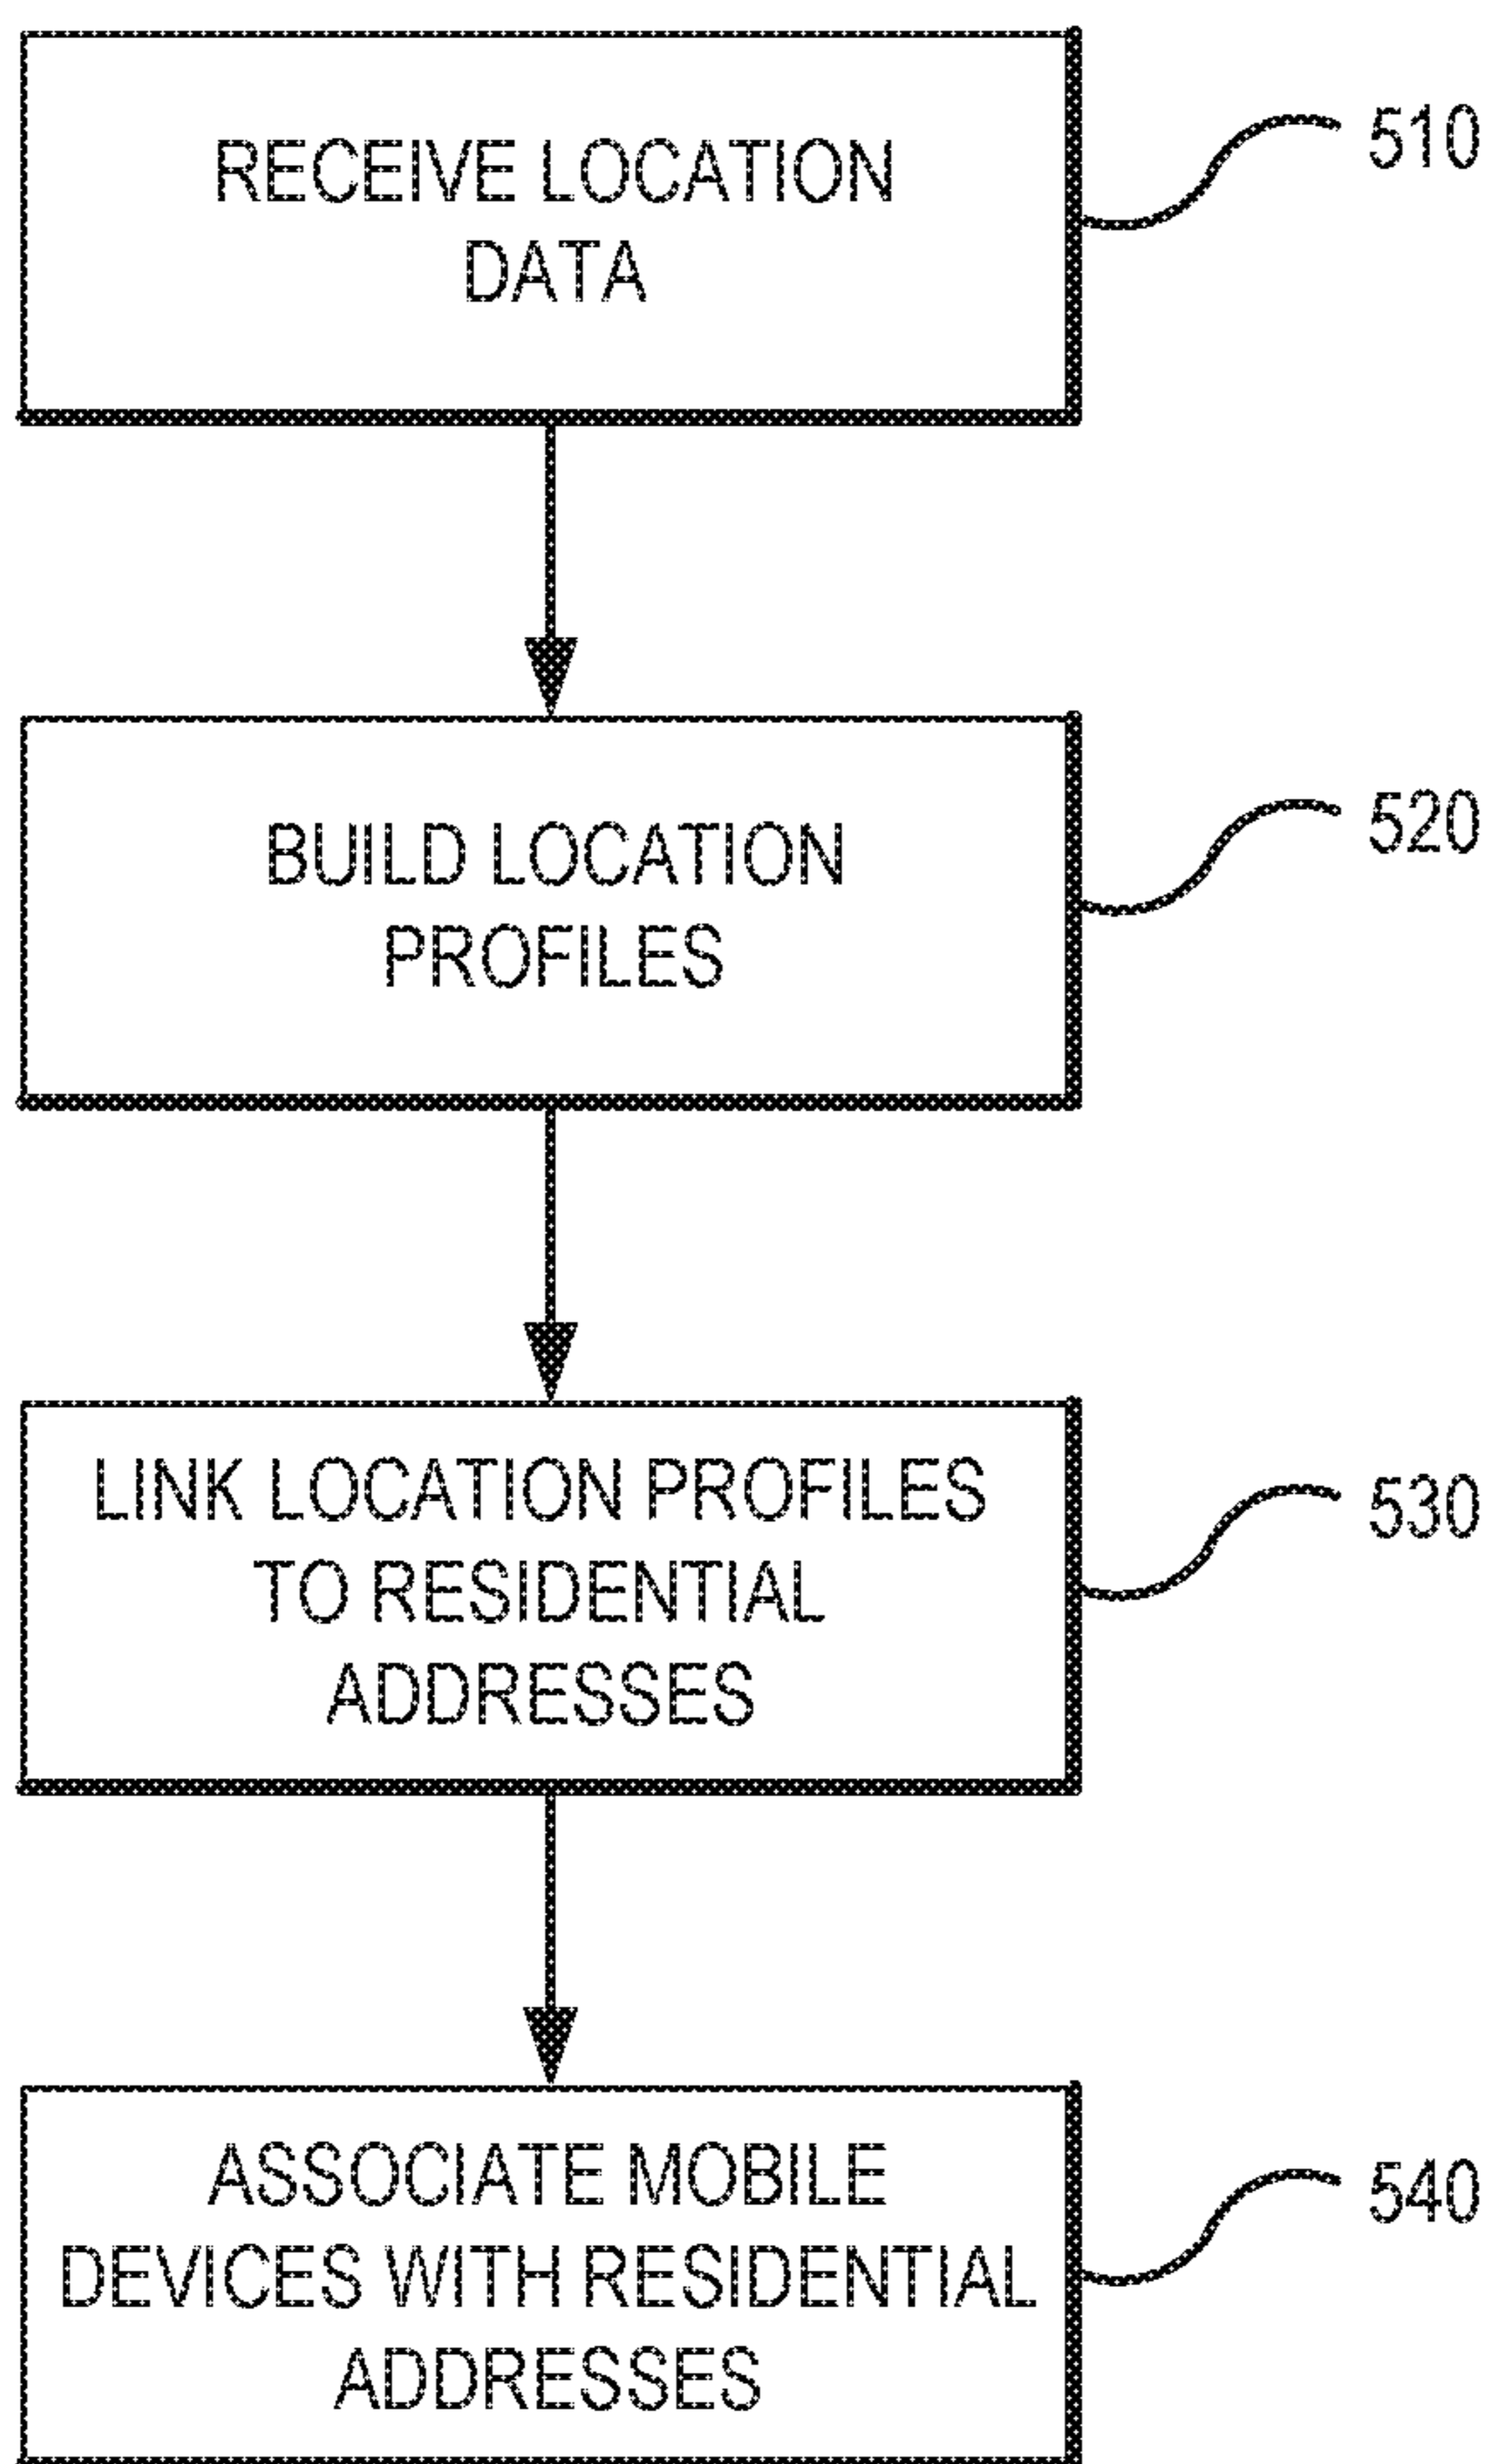 RECEIVE LOCATION
DATA
510
BUILD LOCATION
PROFILES
520
LINK LOCATION PROFILES
TO RESIDENTIAL
ADDRESSES
530
ASSOCIATE MOBILE
DEVICES WITH RESIDENTIAL
ADDRESSES
540